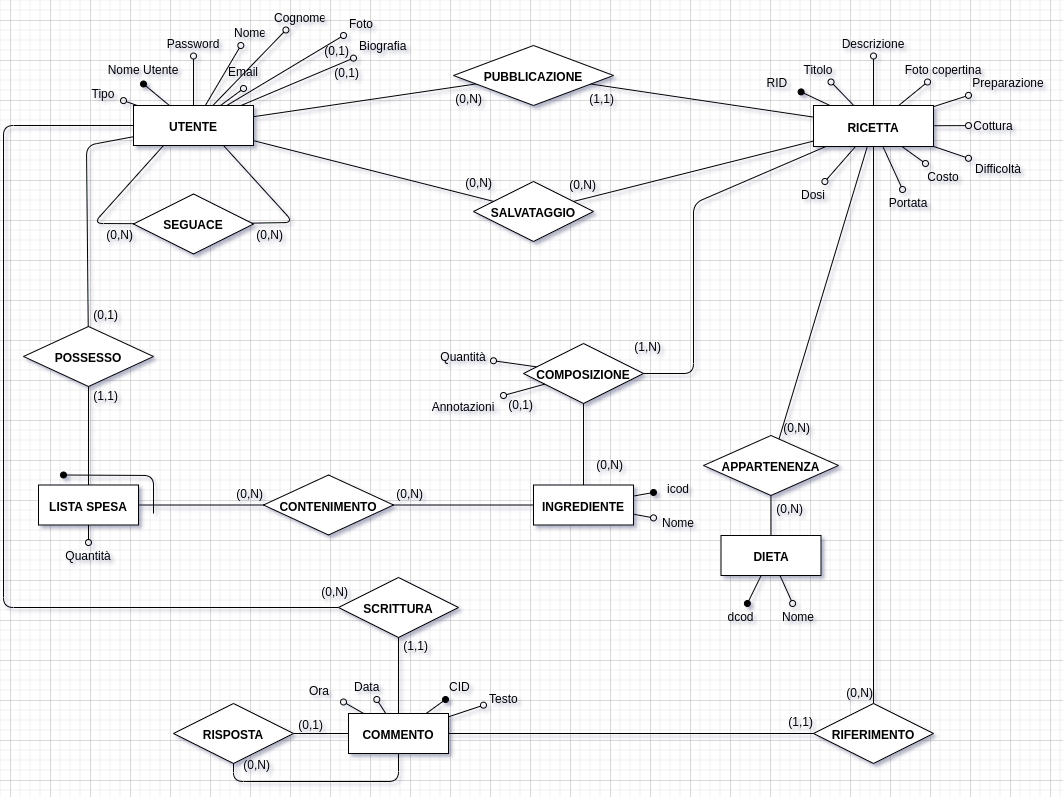 Cognome
Foto
Nome
Password
(0,1)
Biografia
Nome Utente
Email
(0,1)
Tipo
UTENTE
PUBBLICAZIONE
(0,N)
(1,1)
Descrizione
RID
Titolo
Foto copertina
Preparazione
RICETTA
Cottura
Difficoltà
Costo
Dosi
Portata
SEGUACE
(0,N)
(0,N)
(0,N)
(0,N)
SALVATAGGIO
(0,1)
POSSESSO
(1,1)
(1,N)
Quantità
COMPOSIZIONE
Annotazioni
(0,1)
(0,N)
(0,N)
APPARTENENZA
(0,N)
LISTA SPESA
Quantità
(0,N)
CONTENIMENTO
(0,N)
INGREDIENTE
icod
Nome
DIETA
dcod
Nome
(0,N)
SCRITTURA
(1,1)
Ora
Data
CID
Testo
RISPOSTA
(0,1)
(0,N)
COMMENTO
(0,N)
(1,1)
RIFERIMENTO